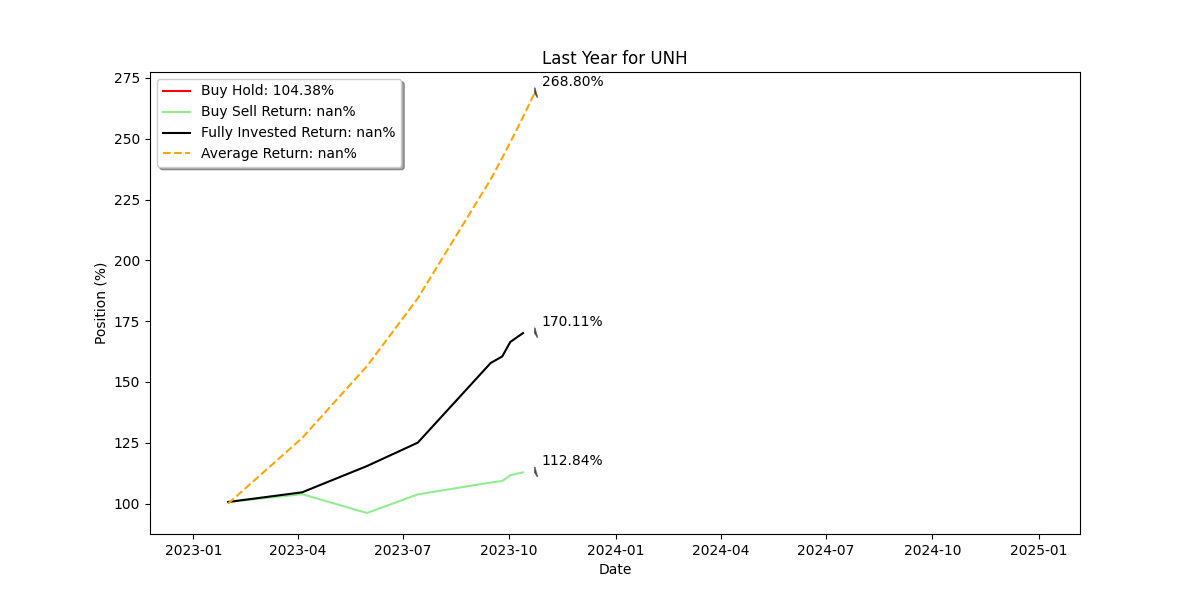 Last Year for UNH
275
250
225
200
175
150
125
100
Position (%)
Buy Hold: 104.38%
Buy Sell Return: nan%
Fully Invested Return: nan%
Average Return: nan%
268.80%
170.11%
112.84%
2023-01 2023-04 2023-07 2023-10 2024-01 2024-04 2024-07 2024-10 2025-01
Date